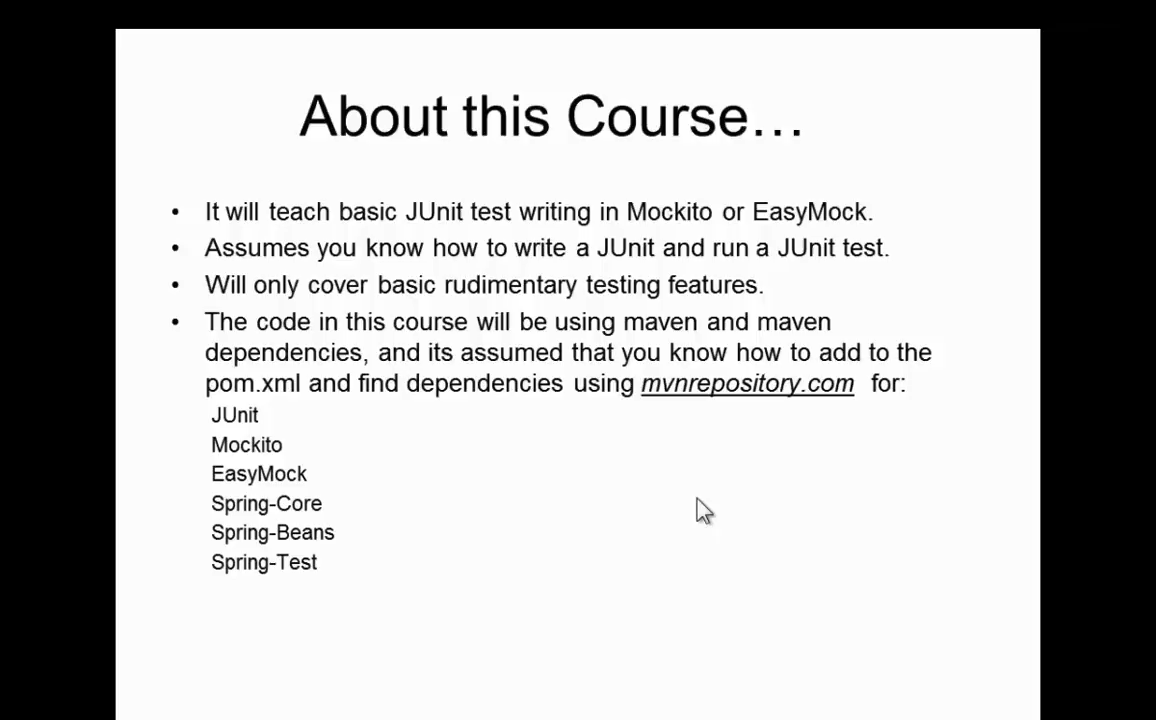 About this Course…
• It will teach basic JUnit test writing in Mockito or EasyMock.
• Assumes you know how to write a JUnit and run a JUnit test.
• Will only cover basic rudimentary testing features.
• The code in this course will be using maven and maven
dependencies, and its assumed that you know how to add to the
pom.xml and find dependencies using mvnrepository.com for:
JUnit
Mockito
EasyMock
Spring-Core
Spring-Beans
Spring-Test